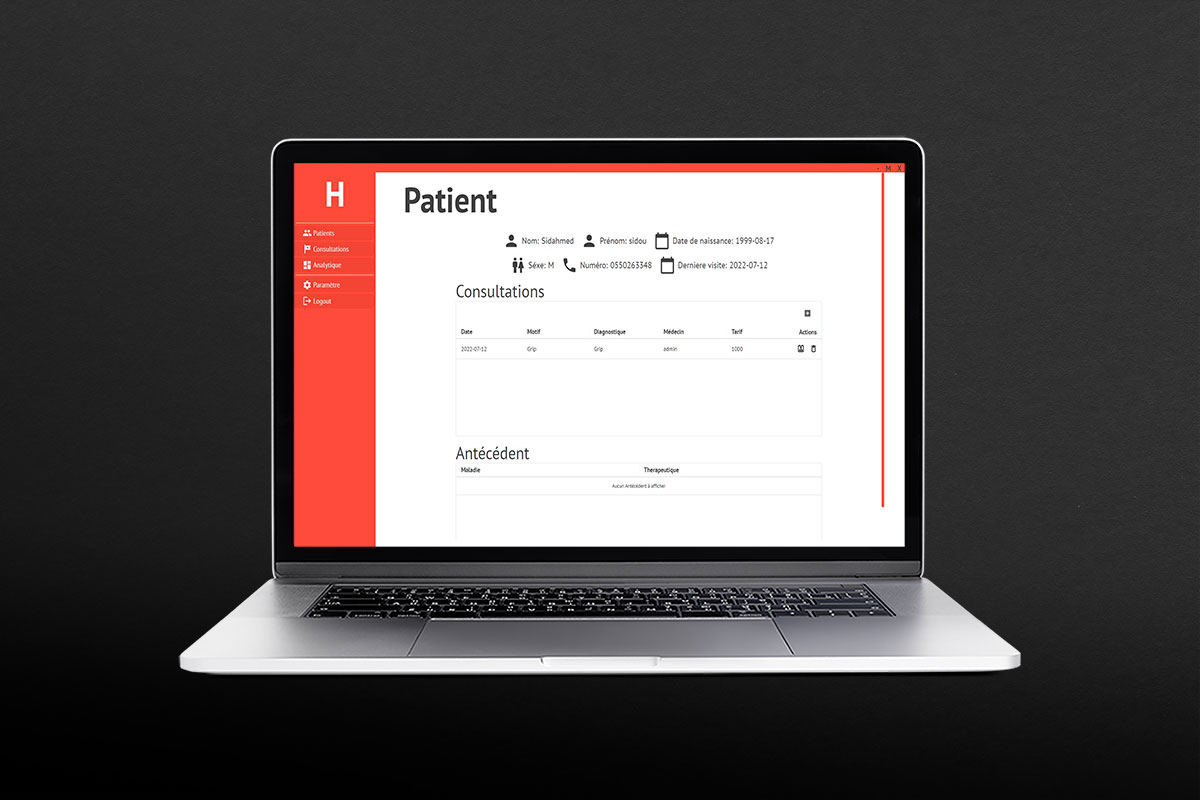 - M X
H
Patient
Patients
Consultations
Analytique
Paramètre
Logout
Nom: Sidahmed Prénom: sidou Date de naissance: 1999-08-17
Séxe: M Numéro: 0550263348 Derniere visite: 2022-07-12
Consultations
Date Motif Diagnostique Médecin Tarif Actions
2022-07-12 Grip Grip admin 1000
Antécédent
Maladie Therapeutique
Aucun Antécédent à afficher